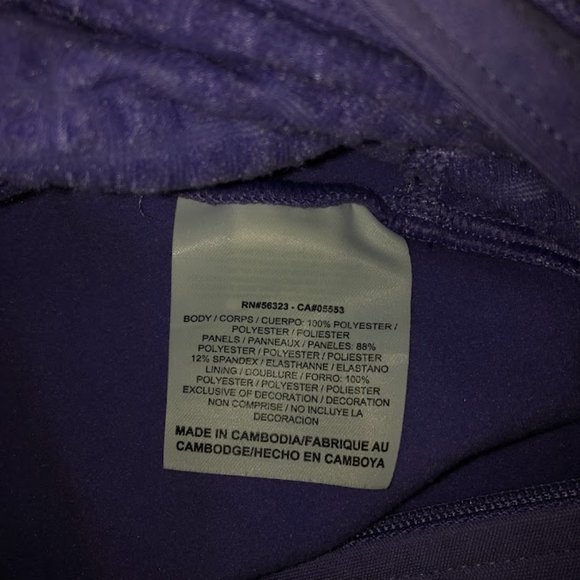 RN#56323 - CA#05553
BODY / CORPS / CUERPO: 100% POLYESTER /
POLYESTER / POLIESTER
PANELS / PANNEAUX / PANELES: 88%
POLYESTER / POLYESTER / POLIESTER
12% SPANDEX / ELASTHANNE / ELASTANO
LINING / DOUBLURE / FORRO: 100%
POLYESTER / POLYESTER / POLIESTER
EXCLUSIVE OF DECORATION / DECORATION
NON COMPRISE / NO INCLUYE LA
DECORACION
MADE IN CAMBODIA/FABRIQUE AU
CAMBODGE/HECHO EN CAMBOYA